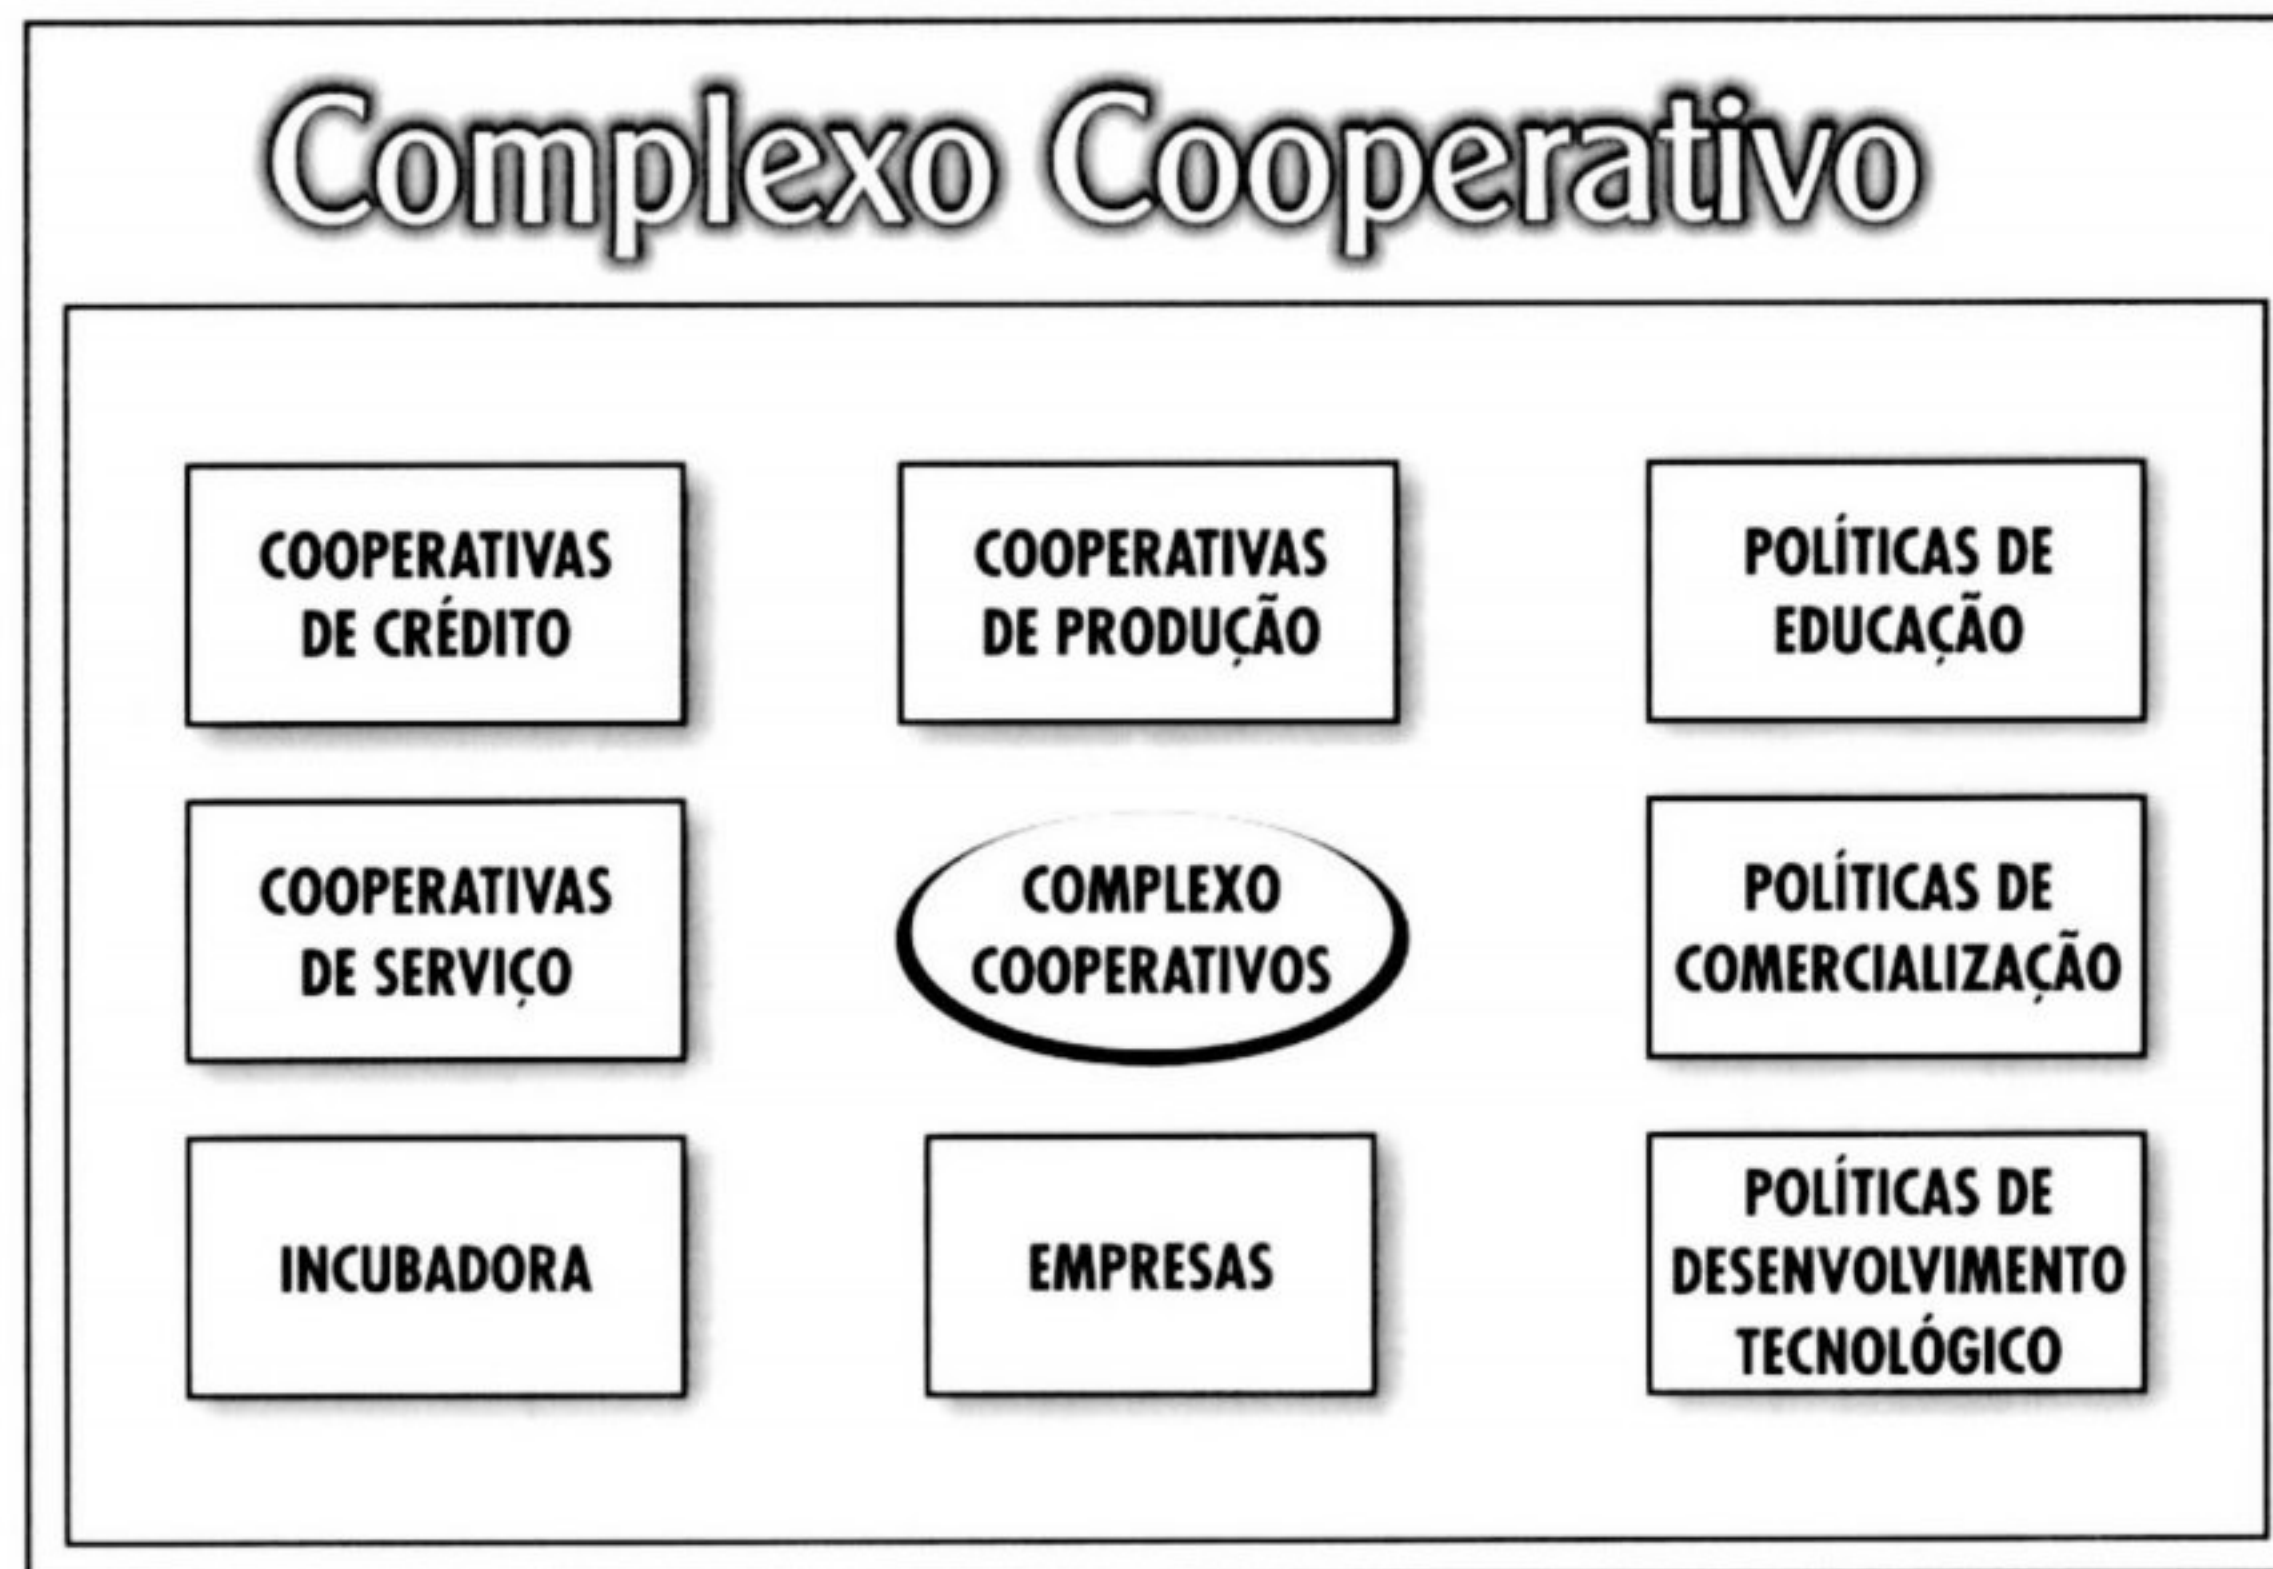 Complexo Cooperativo
COOPERATIVAS
DE CRÉDITO
COOPERATIVAS
DE PRODUÇÃO
POLÍTICAS DE
EDUCAÇÃO
COOPERATIVAS
DE SERVIÇO
COMPLEXO
COOPERATIVOS
POLÍTICAS DE
COMERCIALIZAÇÃO
INCUBADORA
EMPRESAS
POLÍTICAS DE
DESENVOLVIMENTO
TECNOLÓGICO